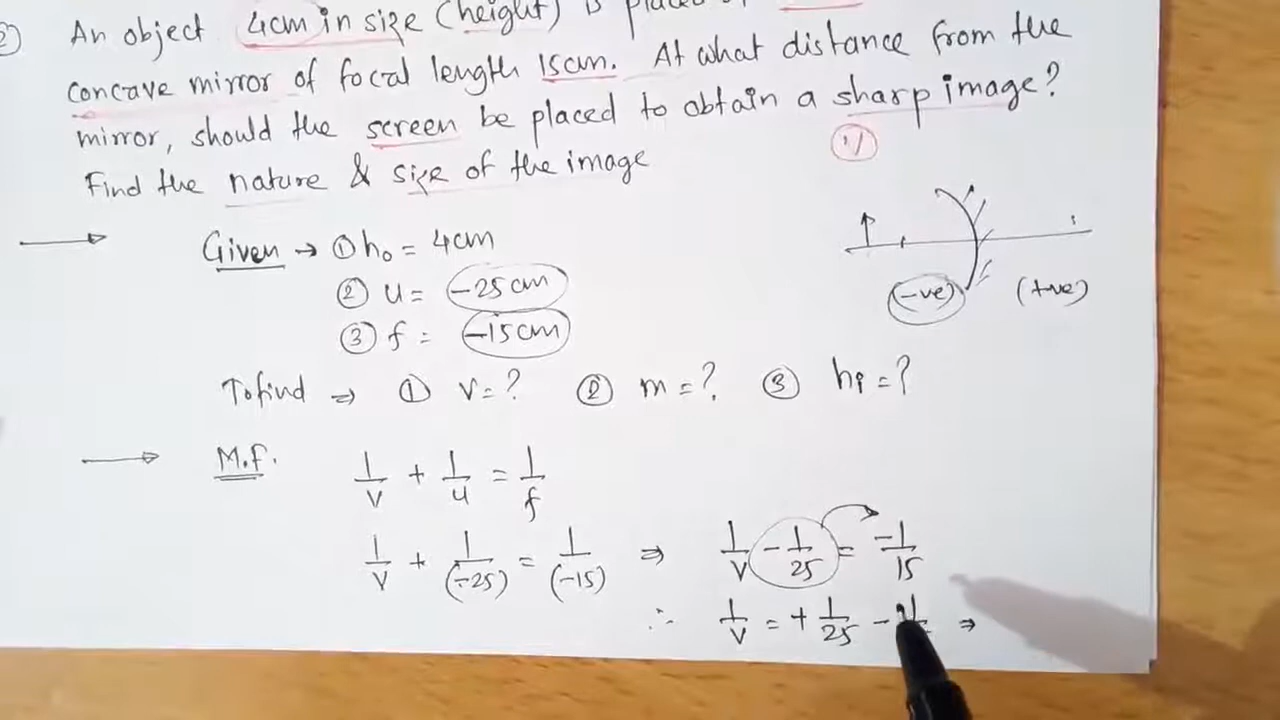 2) An object 4cm in size (height) is placed
concave mirror of focal length 15cm. At what distance from the
mirror, should the screen be placed to obtain a sharp image?
Find the nature & size of the image
(-ve) (+ve)
Given → ① ho = 4cm
② u = -25cm
③ f = -15cm
To find ⇒ ① v = ? ② m = ? ③ hi = ?
M.f. 1/v + 1/u = 1/f
1/v + 1/(-25) = 1/(-15) ⇒ 1/v - 1/25 = -1/15
∴ 1/v = + 1/25 - ⇒